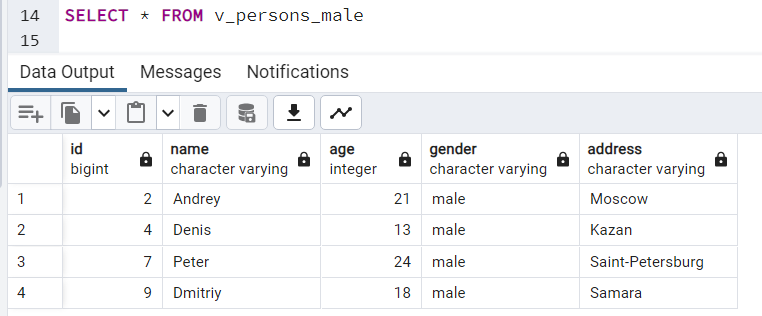 14 SELECT * FROM v_persons_male
15
Data Output Messages Notifications
id name age gender address
bigint character varying integer character varying character varying
1 2 Andrey 21 male Moscow
2 4 Denis 13 male Kazan
3 7 Peter 24 male Saint-Petersburg
4 9 Dmitriy 18 male Samara